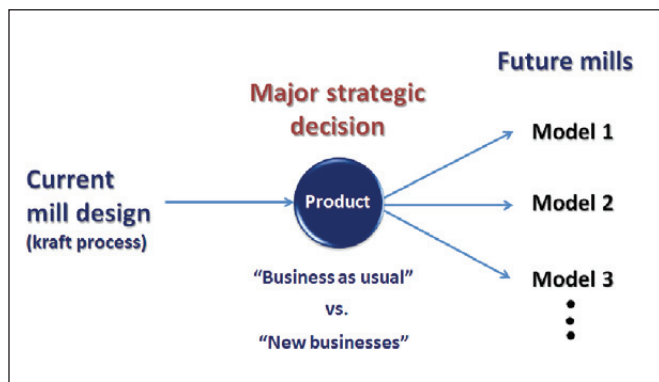 Future mills
Major strategic
decision
Model 1
Current
mill design
(kraft process)
Product
Model 2
"Business as usual"
vs.
"New businesses"
Model 3